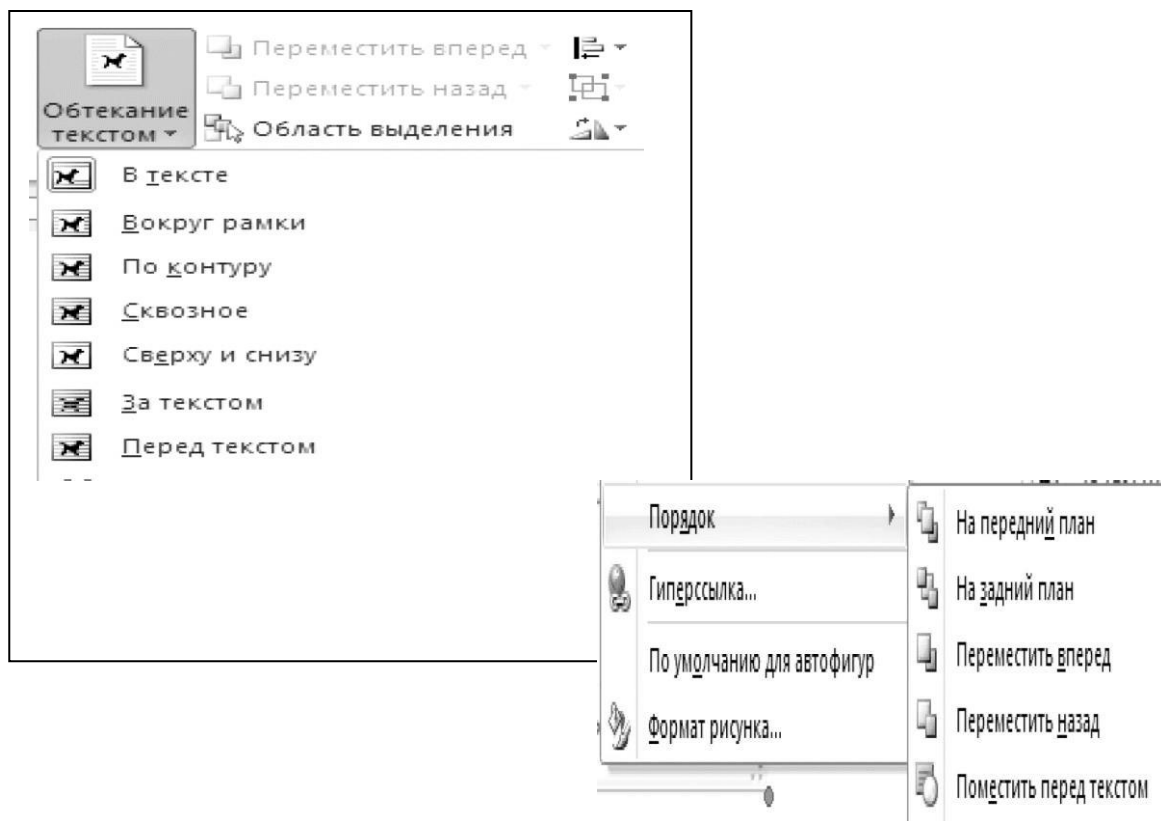 Переместить вперед
Переместить назад
Обтекание
текстом
Область выделения
В тексте
Вокруг рамки
По контуру
Сквозное
Сверху и снизу
За текстом
Перед текстом
Порядок
Гиперссылка...
По умолчанию для автофигур
Формат рисунка...
На передний план
На задний план
Переместить вперед
Переместить назад
Поместить перед текстом